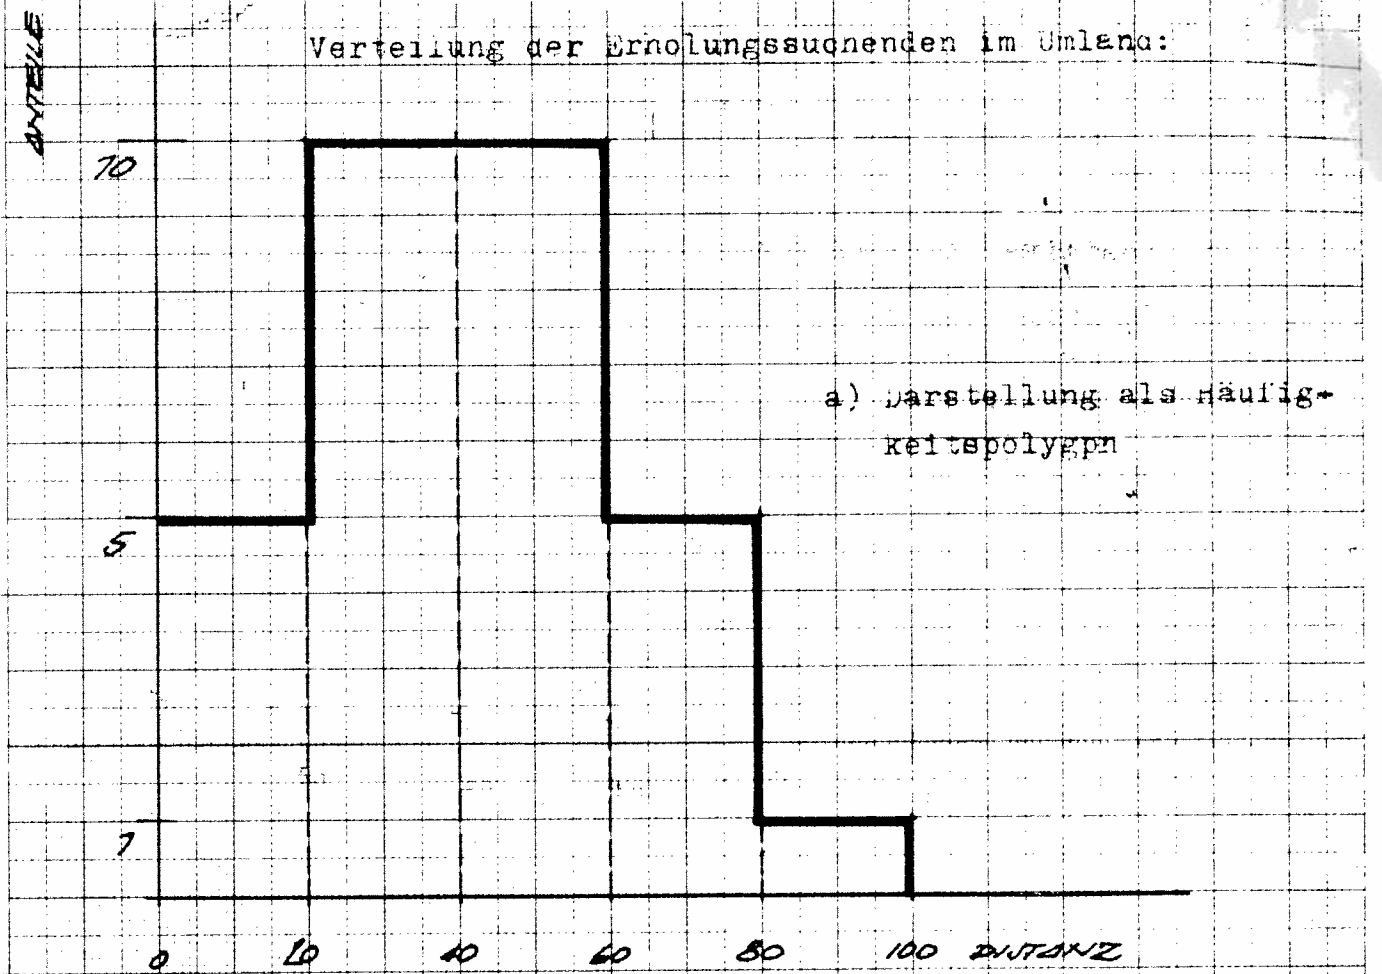 ANTEILE
Verteilung der Erholungssuchenden im Umland:
10
a) Darstellung als Häufig-
keitspolygpn
5
1
0 20 40 60 80 100 DISTANZ